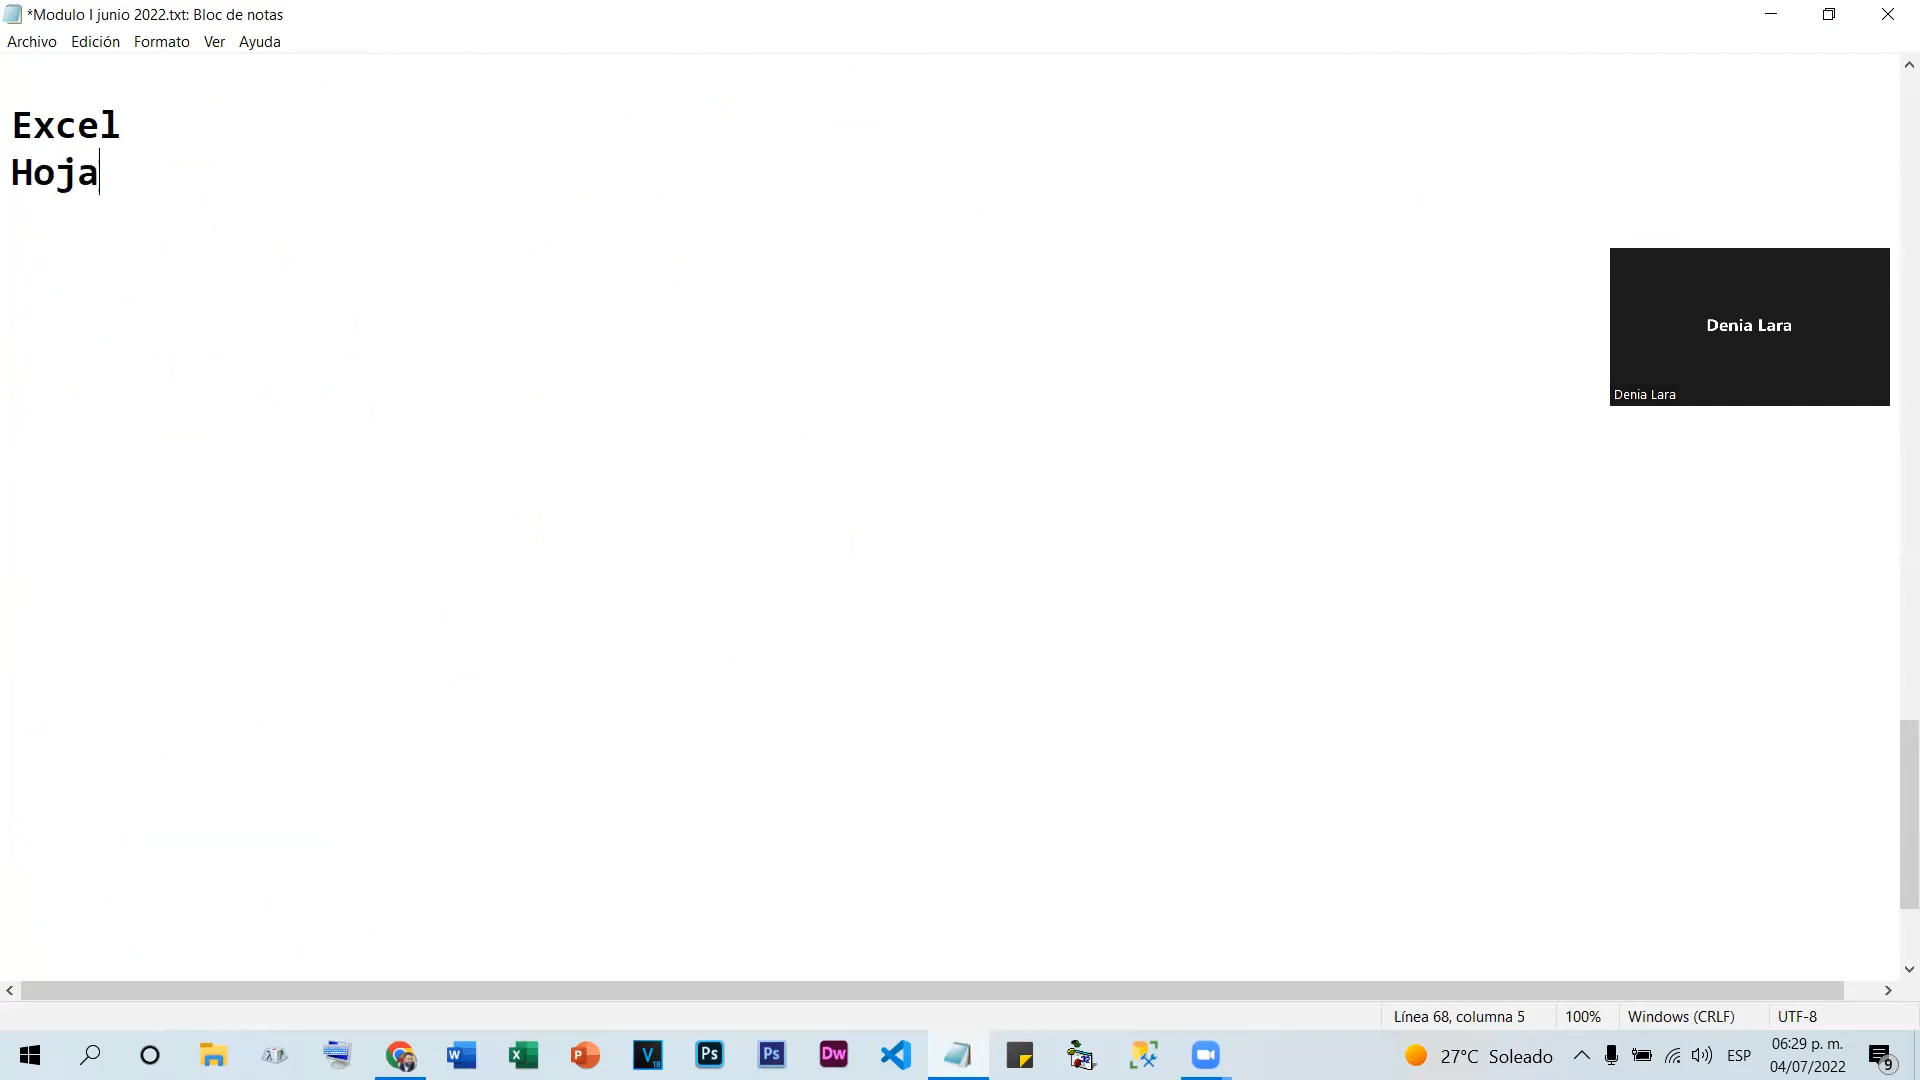 *Modulo I junio 2022.txt: Bloc de notas
Archivo Edición Formato Ver Ayuda
Excel
Hoja
Denia Lara
Denia Lara
Línea 68, columna 5 100% Windows (CRLF) UTF-8
27°C Soleado ESP 06:29 p. m.
04/07/2022 9